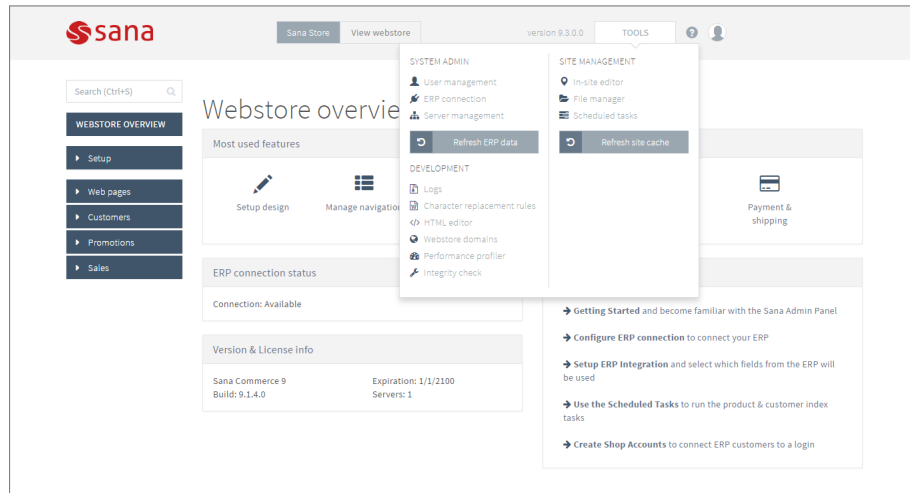 sana
Sana Store
View webstore
version 9.3.0.0
TOOLS
?
SYSTEM ADMIN
User management
ERP connection
Server management
Refresh ERP data
DEVELOPMENT
Logs
Character replacement rules
HTML editor
Webstore domains
Performance profiler
Integrity check
SITE MANAGEMENT
In-site editor
File manager
Scheduled tasks
Refresh site cache
Search (Ctrl+S)
WEBSTORE OVERVIEW
Setup
Web pages
Customers
Promotions
Sales
Webstore overvie
Most used features
Setup design
Manage navigation
Payment &
shipping
ERP connection status
Connection: Available
Version & License info
Sana Commerce 9
Build: 9.1.4.0
Expiration: 1/1/2100
Servers: 1
Getting Started and become familiar with the Sana Admin Panel
Configure ERP connection to connect your ERP
Setup ERP Integration and select which fields from the ERP will
be used
Use the Scheduled Tasks to run the product & customer index
tasks
Create Shop Accounts to connect ERP customers to a login